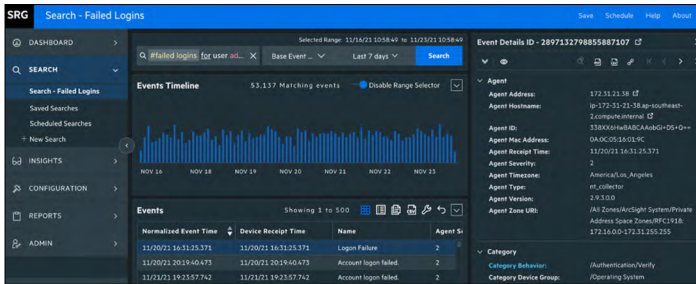 SRG Search - Failed Logins
Save Schedule Help About
DASHBOARD
SEARCH
Search - Failed Logins
Saved Searches
Scheduled Searches
+ New Search
INSIGHTS
CONFIGURATION
REPORTS
ADMIN
Selected Range: 11/16/21 10:58:49 to 11/23/21 10:58:49
#failed logins for user ad... Base Event ... Last 7 days Search
Events Timeline 53,137 Matching events Disable Range Selector
NOV 16 NOV 18 NOV 19 NOV 20 NOV 21 NOV 22 NOV 23
Events Showing 1 to 500
Normalized Event Time Device Receipt Time Name Agent Se
11/20/21 16:31:25.371 11/20/21 16:31:25.371 Logon Failure 2
11/20/21 20:19:40.473 11/20/21 20:19:40.473 Account logon failed. 2
11/21/21 19:23:57.742 11/21/21 19:23:57.742 Account logon failed. 2
Event Details ID - 2897132798855887107
Agent
Agent Address: 172.31.21.38
Agent Hostname: ip-172-31-21-38.ap-southeast-
2.compute.internal
Agent ID: 338XX6HwBABCAAobGi+DS+Q==
Agent Mac Address: 0A:0C:05:16:01:9C
Agent Receipt Time: 11/20/21 16:31:25.371
Agent Severity: 2
Agent Timezone: America/Los_Angeles
Agent Type: nt_collector
Agent Version: 2.9.3.0.0
Agent Zone URI: /All Zones/ArcSight System/Private
Address Space Zones/RFC1918:
172.16.0.0-172.31.255.255
Category
Category Behavior: /Authentication/Verify
Category Device Group: /Operating System